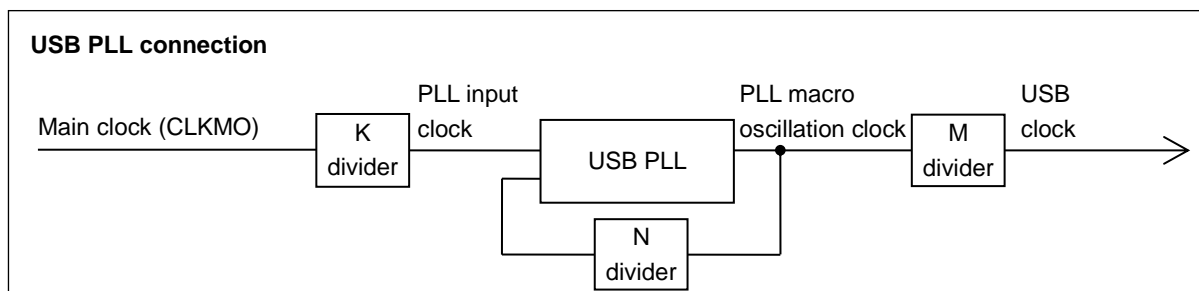 USB PLL connection
Main clock (CLKMO)
K
divider
PLL input
clock
USB PLL
N
divider
PLL macro
oscillation clock
M
divider
USB
clock